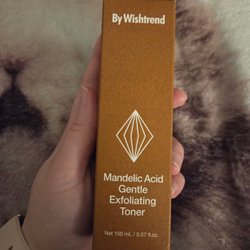 By Wishtrend
Mandelic Acid
Gentle
Exfoliating
Toner
Net 150 ml / 5.07 fl oz.